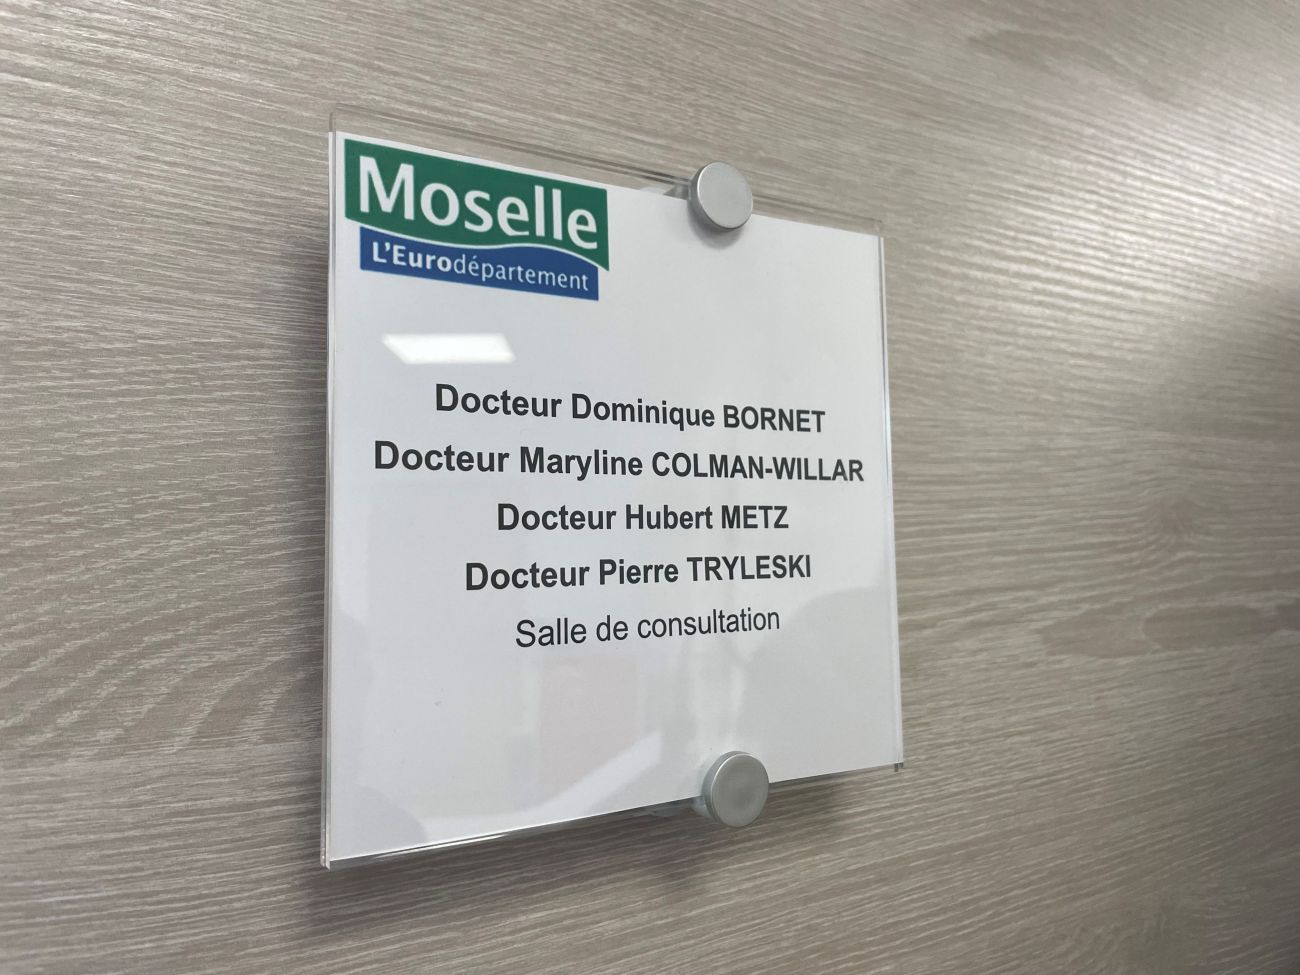 Moselle
L'Eurodépartement
Docteur Dominique BORNET
Docteur Maryline COLMAN-WILLAR
Docteur Hubert METZ
Docteur Pierre TRYLESKI
Salle de consultation